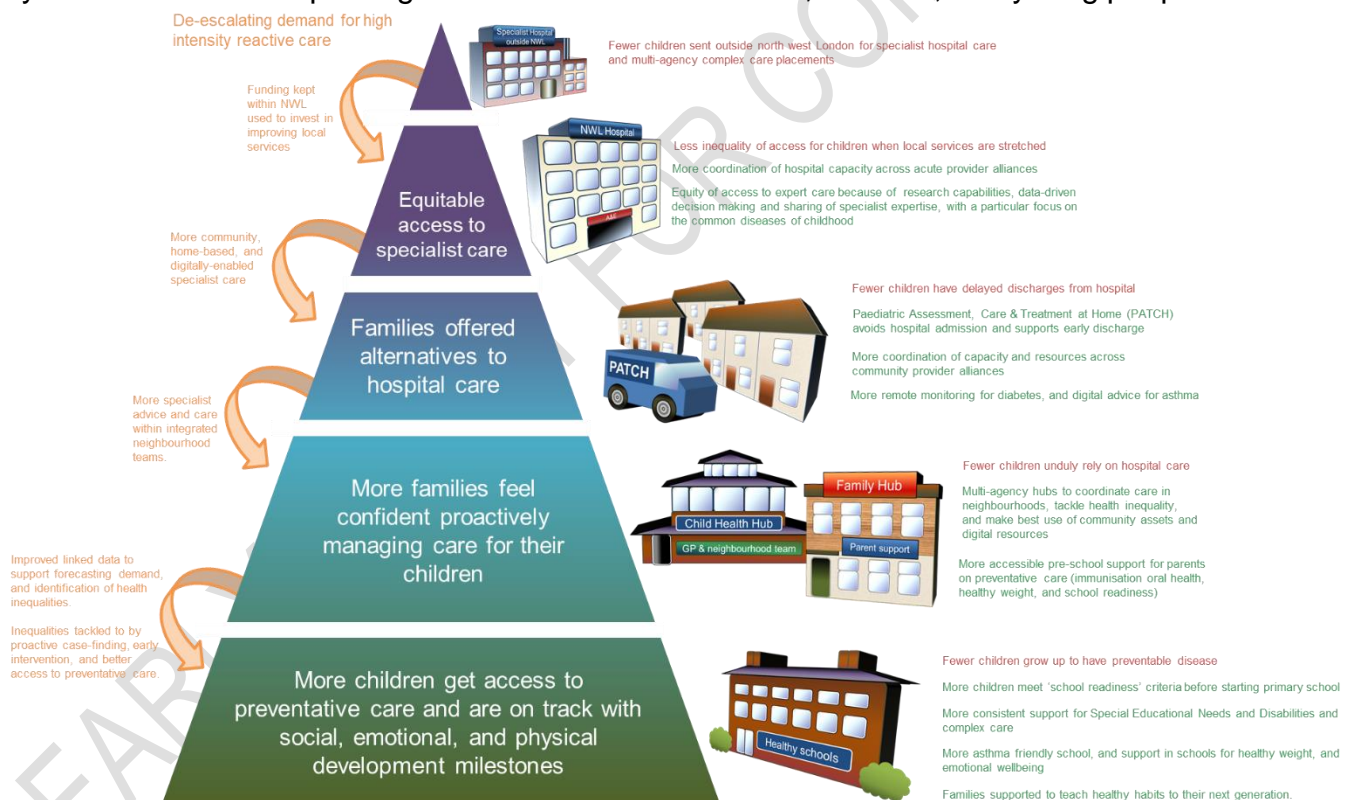 De-escalating demand for high
intensity reactive care
Specialist Hospital
outside NWL
Fewer children sent outside north west London for specialist hospital care
and multi-agency complex care placements
Funding kept
within NWL
used to invest in
improving local
services
NWL Hospital
A&E
Less inequality of access for children when local services are stretched
More coordination of hospital capacity across acute provider alliances
Equity of access to expert care because of research capabilities, data-driven
decision making and sharing of specialist expertise, with a particular focus on
the common diseases of childhood
Equitable
access to
specialist care
More community,
home-based, and
digitally-enabled
specialist care
Families offered
alternatives to
hospital care
PATCH
Fewer children have delayed discharges from hospital
Paediatric Assessment, Care & Treatment at Home (PATCH)
avoids hospital admission and supports early discharge
More coordination of capacity and resources across
community provider alliances
More remote monitoring for diabetes, and digital advice for asthma
More specialist
advice and care
within integrated
neighbourhood
teams.
More families feel
confident proactively
managing care for their
children
Child Health Hub
GP & neighbourhood team
Family Hub
Parent support
Fewer children unduly rely on hospital care
Multi-agency hubs to coordinate care in
neighbourhoods, tackle health inequality,
and make best use of community assets and
digital resources
More accessible pre-school support for parents
on preventative care (immunisation oral health,
healthy weight, and school readiness)
Improved linked data to
support forecasting demand,
and identification of health
inequalities.
Inequalities tackled to by
proactive case-finding, early
intervention, and better
access to preventative care.
More children get access to
preventative care and are on track with
social, emotional, and physical
development milestones
Healthy schools
Fewer children grow up to have preventable disease
More children meet 'school readiness' criteria before starting primary school
More consistent support for Special Educational Needs and Disabilities and
complex care
More asthma friendly school, and support in schools for healthy weight, and
emotional wellbeing
Families supported to teach healthy habits to their next generation.